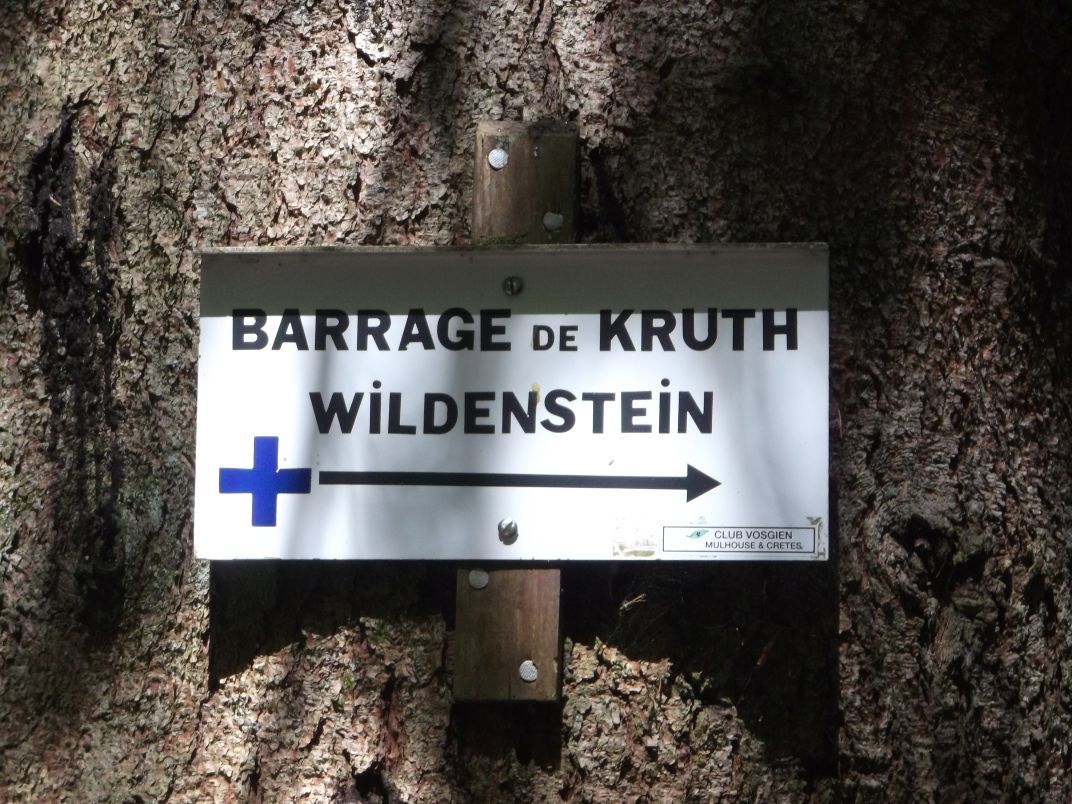 BARRAGE DE KRUTH
WILDENSTEIN
CLUB VOSGIEN
MULHOUSE & CRETES